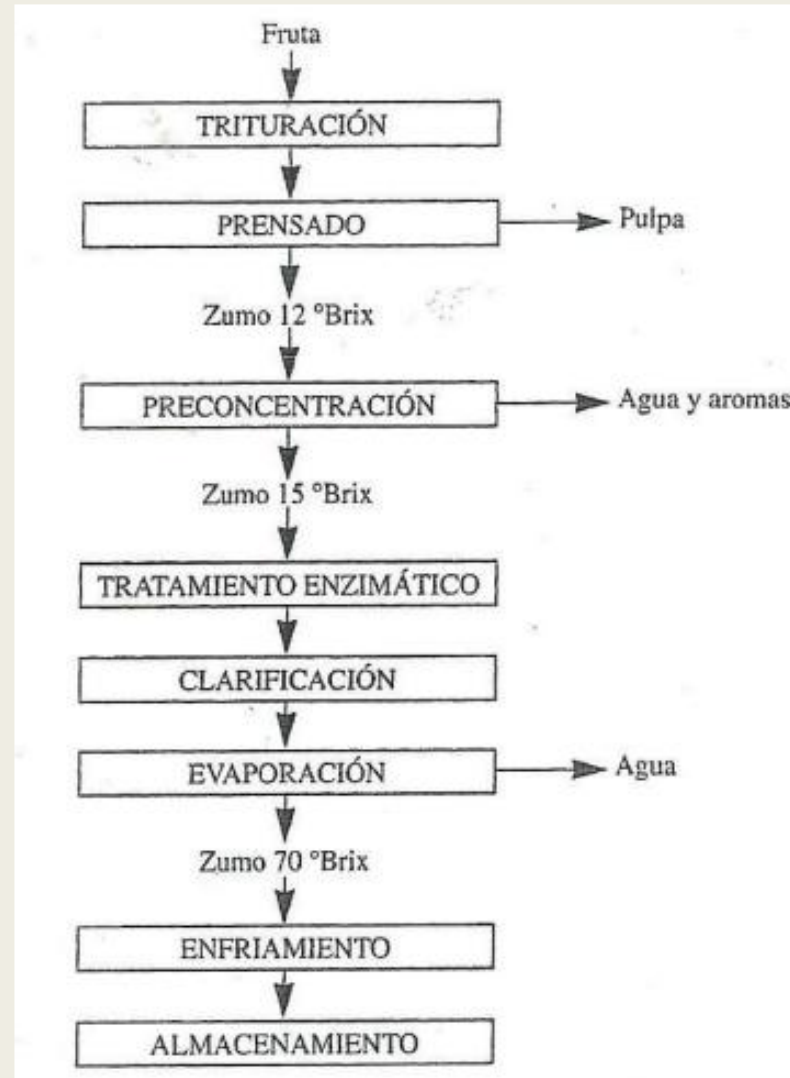 Fruta
TRITURACIÓN
PRENSADO
Pulpa
Zumo 12 °Brix
PRECONCENTRACIÓN
Agua y aromas
Zumo 15 °Brix
TRATAMIENTO ENZIMÁTICO
CLARIFICACIÓN
EVAPORACIÓN
Agua
Zumo 70 °Brix
ENFRIAMIENTO
ALMACENAMIENTO